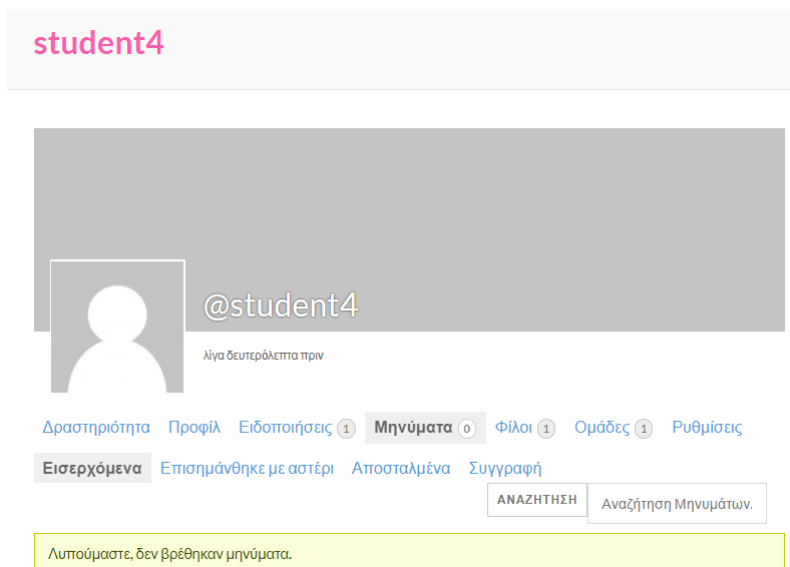 student4
@student4
λίγα δευτερόλεπτα πριν
Δραστηριότητα Προφίλ Ειδοποιήσεις 1 Μηνύματα 0 Φίλοι 1 Ομάδες 1 Ρυθμίσεις
Εισερχόμενα Επισημάνθηκε με αστέρι Αποσταλμένα Συγγραφή
ΑΝΑΖΗΤΗΣΗ Αναζήτηση Μηνυμάτων.
Λυπούμαστε, δεν βρέθηκαν μηνύματα.